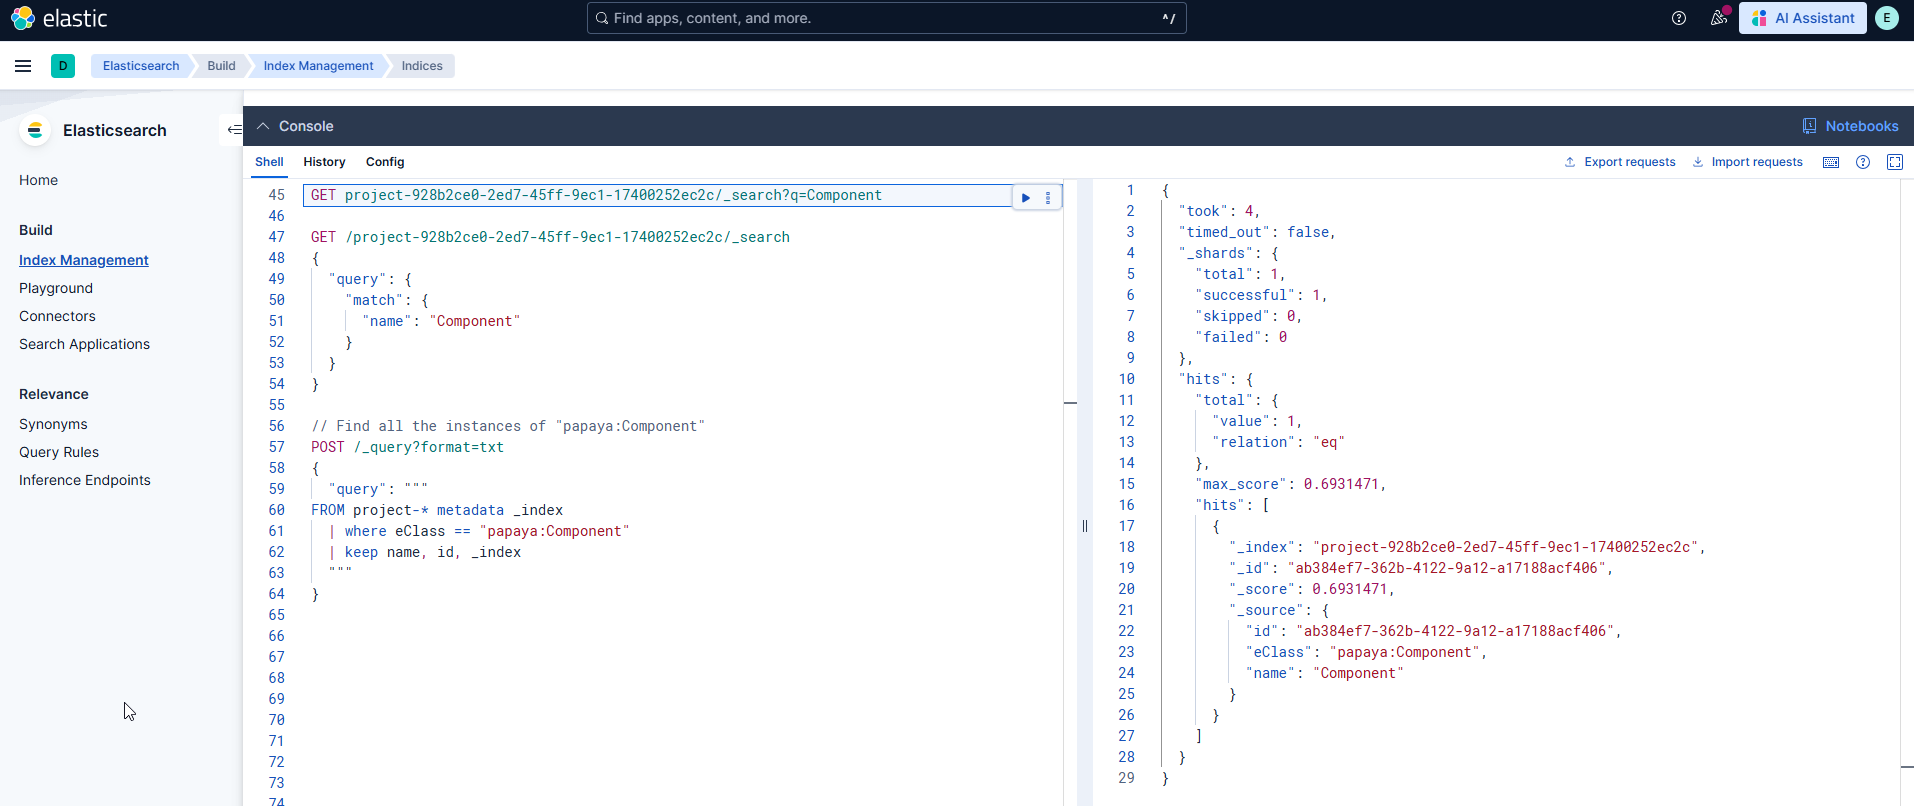 elastic
Find apps, content, and more.
^/
AI Assistant
E
D
Elasticsearch
Build
Index Management
Indices
Elasticsearch
Home
Build
Index Management
Playground
Connectors
Search Applications
Relevance
Synonyms
Query Rules
Inference Endpoints
Console
Notebooks
Shell
History
Config
Export requests
Import requests
45 GET project-928b2ce0-2ed7-45ff-9ec1-17400252ec2c/_search?q=Component
46
47 GET /project-928b2ce0-2ed7-45ff-9ec1-17400252ec2c/_search
48 {
49 "query": {
50 "match": {
51 "name": "Component"
52 }
53 }
54 }
55
56 // Find all the instances of "papaya:Component"
57 POST /_query?format=txt
58 {
59 "query": """
60 FROM project-* metadata _index
61 | where eClass == "papaya:Component"
62 | keep name, id, _index
63 """
64 }
65
66
67
68
69
70
71
72
73
74
1 {
2 "took": 4,
3 "timed_out": false,
4 "_shards": {
5 "total": 1,
6 "successful": 1,
7 "skipped": 0,
8 "failed": 0
9 },
10 "hits": {
11 "total": {
12 "value": 1,
13 "relation": "eq"
14 },
15 "max_score": 0.6931471,
16 "hits": [
17 {
18 "_index": "project-928b2ce0-2ed7-45ff-9ec1-17400252ec2c",
19 "_id": "ab384ef7-362b-4122-9a12-a17188acf406",
20 "_score": 0.6931471,
21 "_source": {
22 "id": "ab384ef7-362b-4122-9a12-a17188acf406",
23 "eClass": "papaya:Component",
24 "name": "Component"
25 }
26 }
27 ]
28 }
29 }